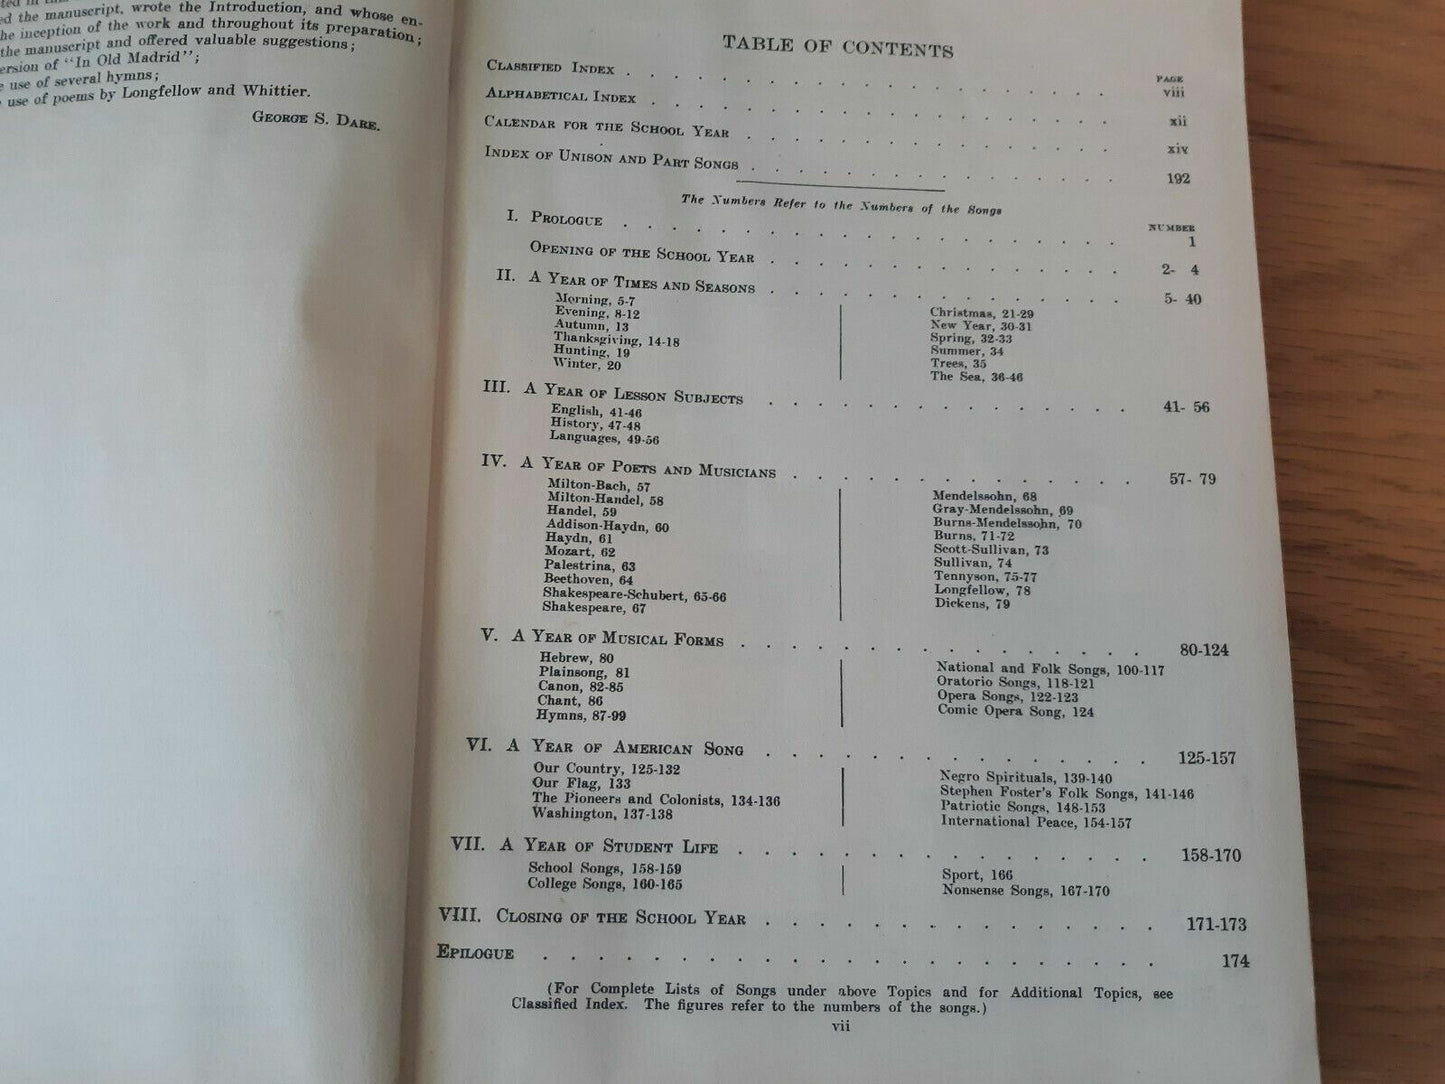 ed the manuscript, wrote the Introduction, and whose en-
the inception of the work and throughout its preparation;
the manuscript and offered valuable suggestions;
ersion of "In Old Madrid";
use of several hymns;
use of poems by Longfellow and Whittier.
George S. Dare.
TABLE OF CONTENTS
PAGE
Classified Index . . . . . . . . . . . . . . . . viii
Alphabetical Index . . . . . . . . . . . . . . . xii
Calendar for the School Year . . . . . . . . . . . . xiv
Index of Unison and Part Songs . . . . . . . . . . . . 192
The Numbers Refer to the Numbers of the Songs
NUMBER
I. Prologue . . . . . . . . . . . . . . . . 1
Opening of the School Year . . . . . . . . . . . . 2- 4
II. A Year of Times and Seasons . . . . . . . . . . . . 5- 40
Morning, 5-7
Evening, 8-12
Autumn, 13
Thanksgiving, 14-18
Hunting, 19
Winter, 20
Christmas, 21-29
New Year, 30-31
Spring, 32-33
Summer, 34
Trees, 35
The Sea, 36-46
III. A Year of Lesson Subjects . . . . . . . . . . . . 41- 56
English, 41-46
History, 47-48
Languages, 49-56
IV. A Year of Poets and Musicians . . . . . . . . . . . 57- 79
Milton-Bach, 57
Milton-Handel, 58
Handel, 59
Addison-Haydn, 60
Haydn, 61
Mozart, 62
Palestrina, 63
Beethoven, 64
Shakespeare-Schubert, 65-66
Shakespeare, 67
Mendelssohn, 68
Gray-Mendelssohn, 69
Burns-Mendelssohn, 70
Burns, 71-72
Scott-Sullivan, 73
Sullivan, 74
Tennyson, 75-77
Longfellow, 78
Dickens, 79
V. A Year of Musical Forms . . . . . . . . . . . . . 80-124
Hebrew, 80
Plainsong, 81
Canon, 82-85
Chant, 86
Hymns, 87-99
National and Folk Songs, 100-117
Oratorio Songs, 118-121
Opera Songs, 122-123
Comic Opera Song, 124
VI. A Year of American Song . . . . . . . . . . . . 125-157
Our Country, 125-132
Our Flag, 133
The Pioneers and Colonists, 134-136
Washington, 137-138
Negro Spirituals, 139-140
Stephen Foster's Folk Songs, 141-146
Patriotic Songs, 148-153
International Peace, 154-157
VII. A Year of Student Life . . . . . . . . . . . . . 158-170
School Songs, 158-159
College Songs, 160-165
Sport, 166
Nonsense Songs, 167-170
VIII. Closing of the School Year . . . . . . . . . . . . 171-173
Epilogue . . . . . . . . . . . . . . . . . . . 174
(For Complete Lists of Songs under above Topics and for Additional Topics, see
Classified Index. The figures refer to the numbers of the songs.)
vii